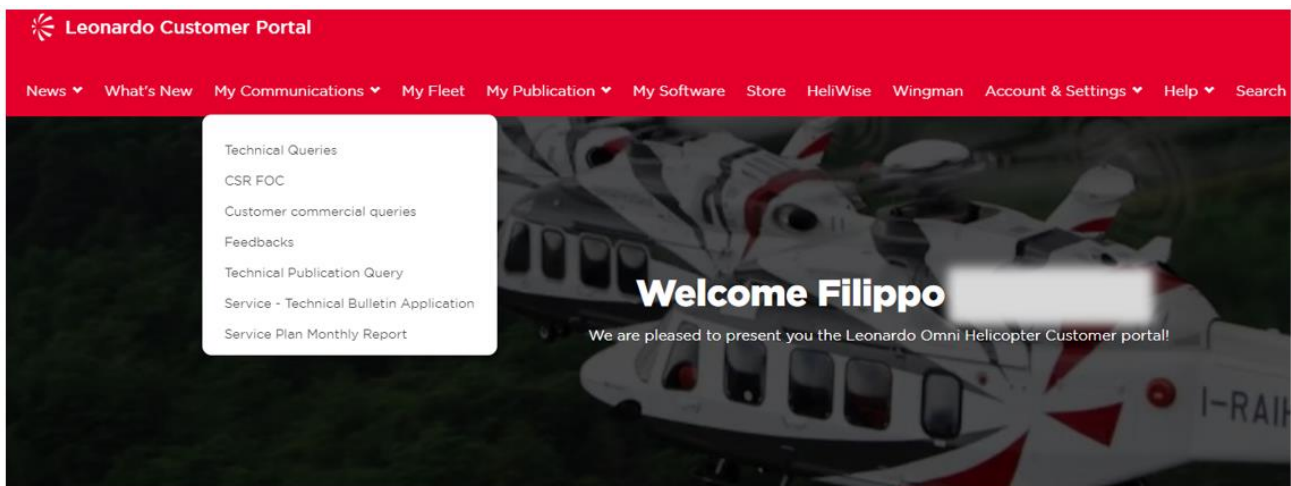 Leonardo Customer Portal
News What's New My Communications My Fleet My Publication My Software Store HeliWise Wingman Account & Settings Help Search
Technical Queries
CSR FOC
Customer commercial queries
Feedbacks
Technical Publication Query
Service - Technical Bulletin Application
Service Plan Monthly Report
Welcome Filippo
We are pleased to present you the Leonardo Omni Helicopter Customer portal!
I-RAIH